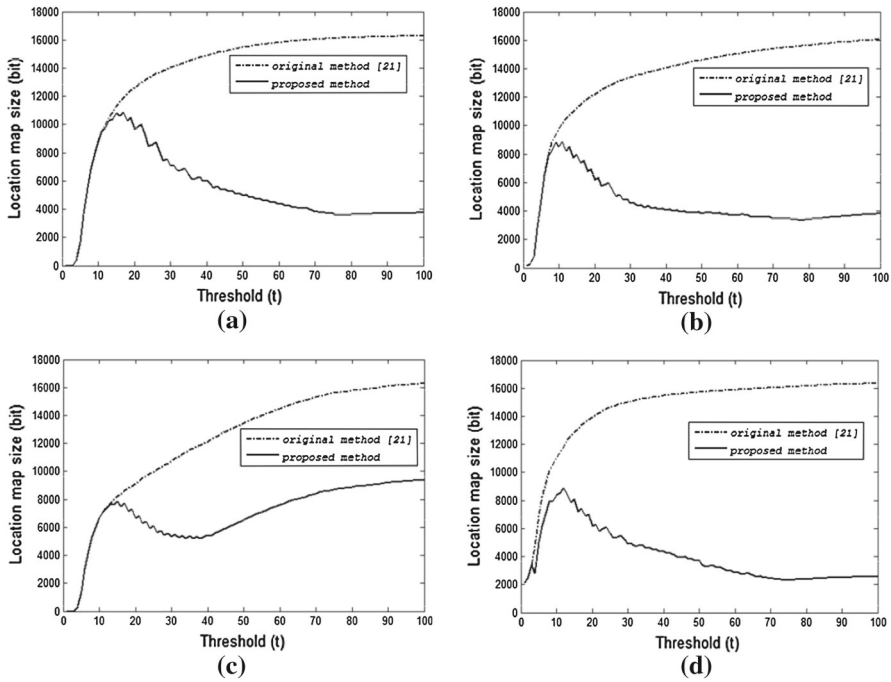 18000
16000
14000
12000
10000
8000
6000
4000
2000
0
Location map size (bit)
original method [21]
proposed method
0 10 20 30 40 50 60 70 80 90 100
Threshold (t)
(a)
18000
16000
14000
12000
10000
8000
6000
4000
2000
0
Location map size (bit)
original method [21]
proposed method
0 10 20 30 40 50 60 70 80 90 100
Threshold (t)
(b)
18000
16000
14000
12000
10000
8000
6000
4000
2000
0
Location map size (bit)
original method [21]
proposed method
0 10 20 30 40 50 60 70 80 90 100
Threshold (t)
(c)
18000
16000
14000
12000
10000
8000
6000
4000
2000
0
Location map size (bit)
original method [21]
proposed method
0 10 20 30 40 50 60 70 80 90 100
Threshold (t)
(d)